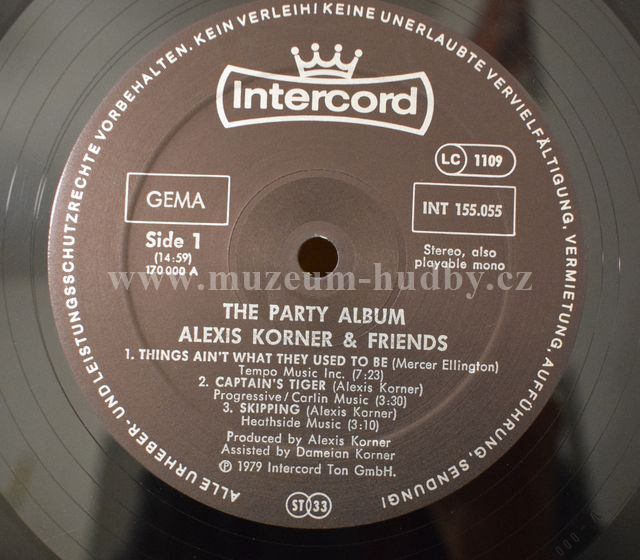 ALLE URHEBER- UND LEISTUNGSSCHUTZRECHTE VORBEHALTEN. KEIN VERLEIH! KEINE UNERLAUBTE VERVIELFÄLTIGUNG, VERMIETUNG, AUFFÜHRUNG, SENDUNG!
Intercord
LC 1109
GEMA
INT 155.055
Side 1
(14:59)
170 000 A
Stereo, also
playable mono
www.muzeum-hudby.cz
THE PARTY ALBUM
ALEXIS KORNER & FRIENDS
1. THINGS AIN'T WHAT THEY USED TO BE (Mercer Ellington)
Tempo Music Inc. (7:23)
2. CAPTAIN'S TIGER (Alexis Korner)
Progressive/Carlin Music (3:30)
3. SKIPPING (Alexis Korner)
Heathside Music (3:10)
Produced by Alexis Korner
Assisted by Dameian Korner
Ⓟ 1979 Intercord Ton GmbH.
ST 33